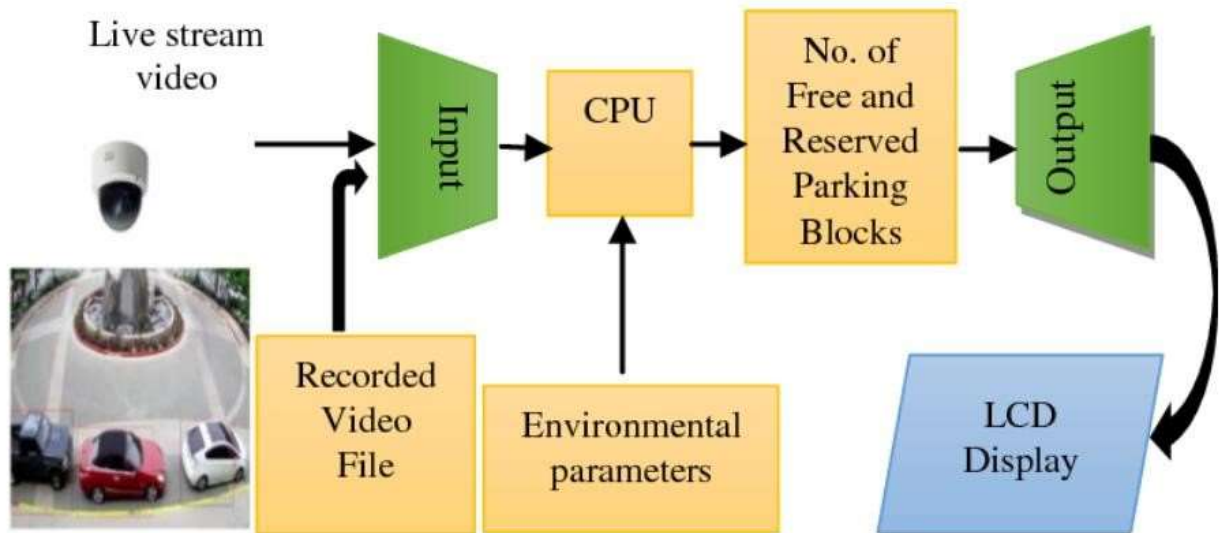 Live stream
video
Input
CPU
No. of
Free and
Reserved
Parking
Blocks
Output
Recorded
Video
File
Environmental
parameters
LCD
Display